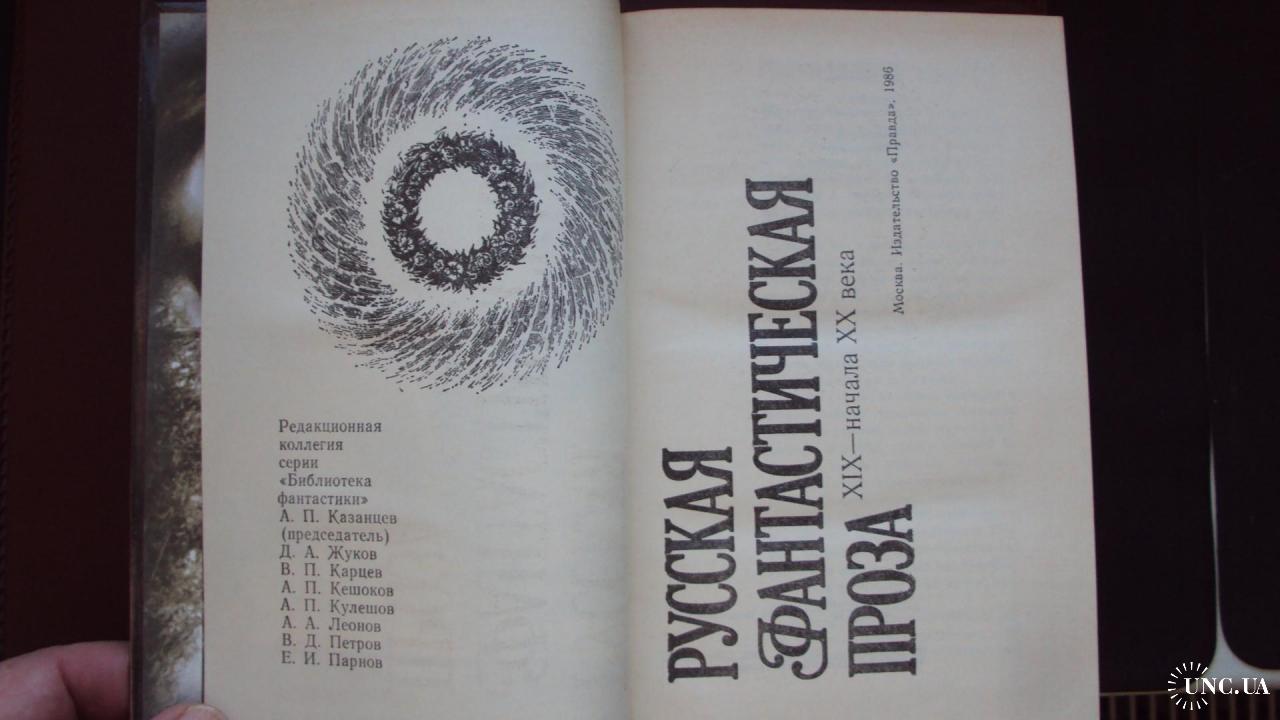 Редакционная
коллегия
серии
«Библиотека
фантастики»
А. П. Казанцев
(председатель)
Д. А. Жуков
В. П. Карцев
А. П. Кешоков
А. П. Кулешов
А. А. Леонов
В. Д. Петров
Е. И. Парнов
РУССКАЯ
ФАНТАСТИЧЕСКАЯ
ПРОЗА
XIX—начала XX века
Москва. Издательство «Правда», 1986
UNC.UA